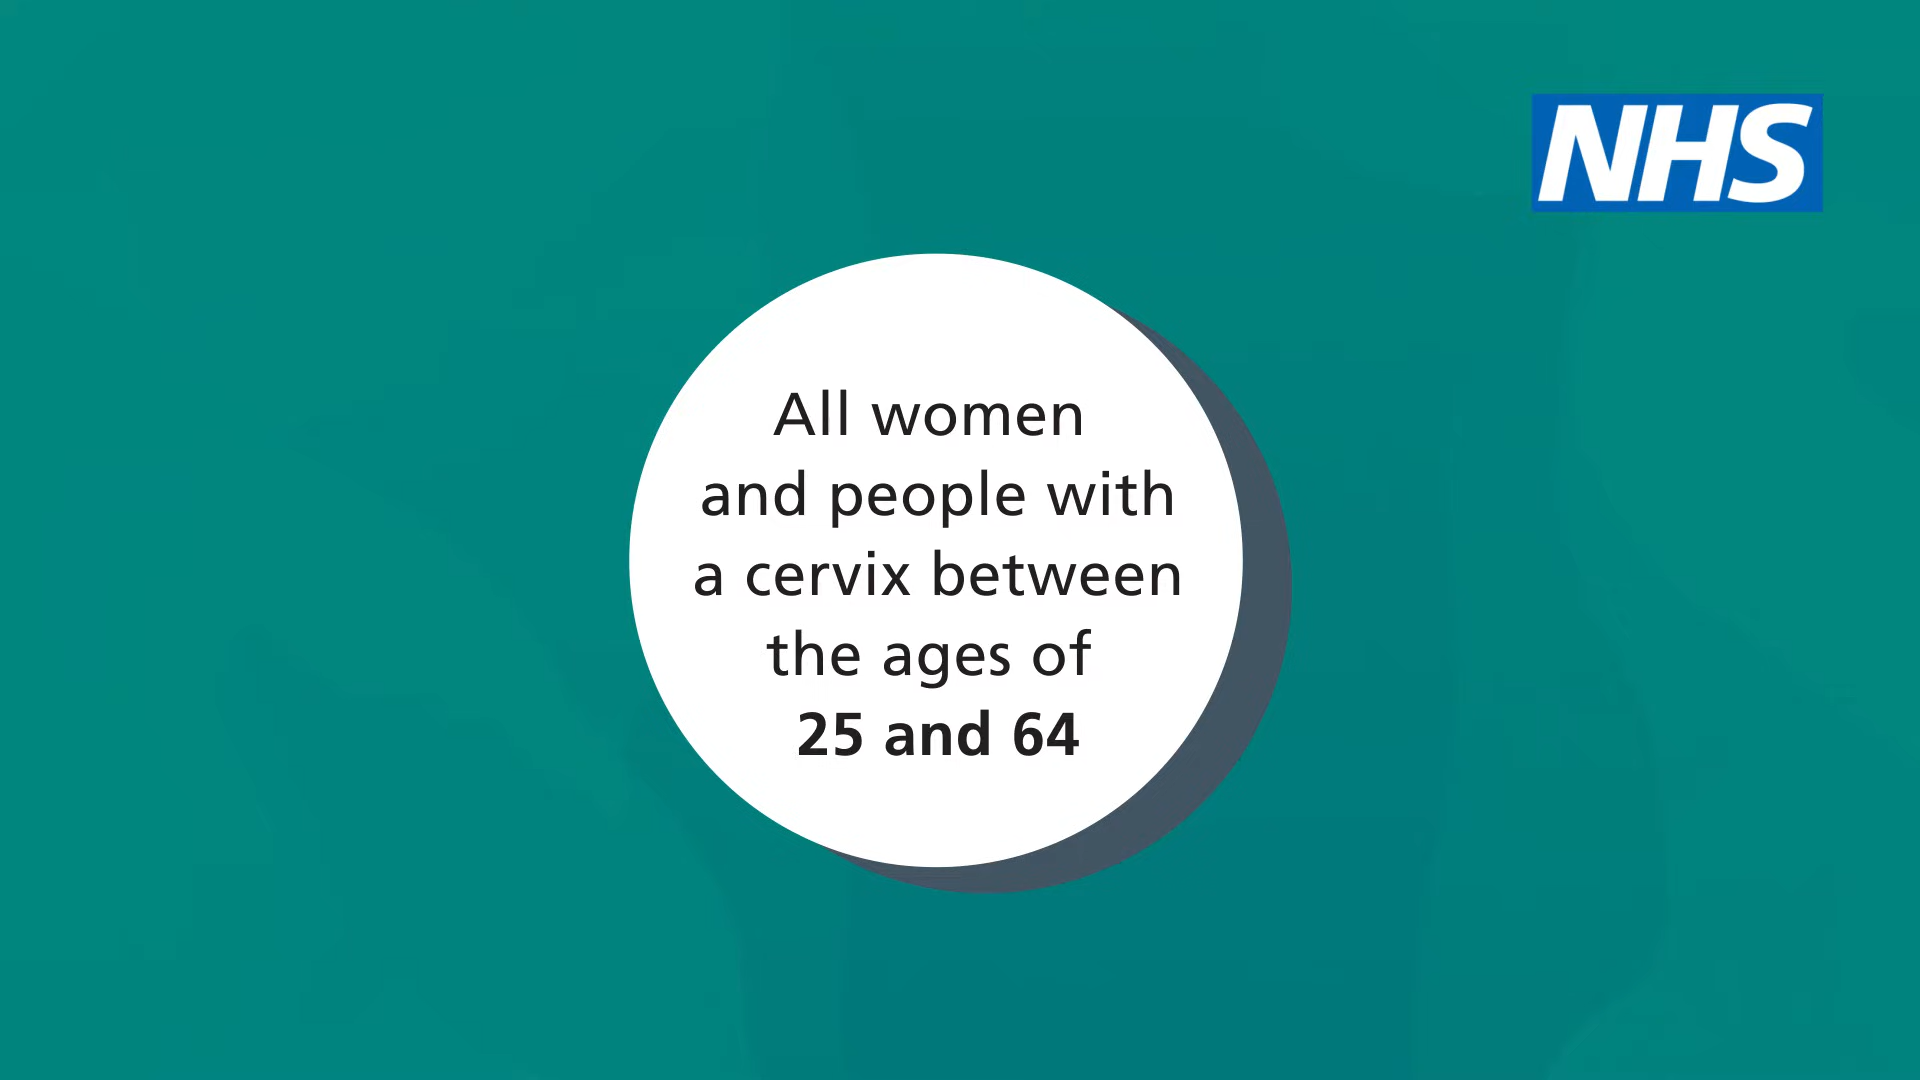 NHS
All women
and people with
a cervix between
the ages of
25 and 64